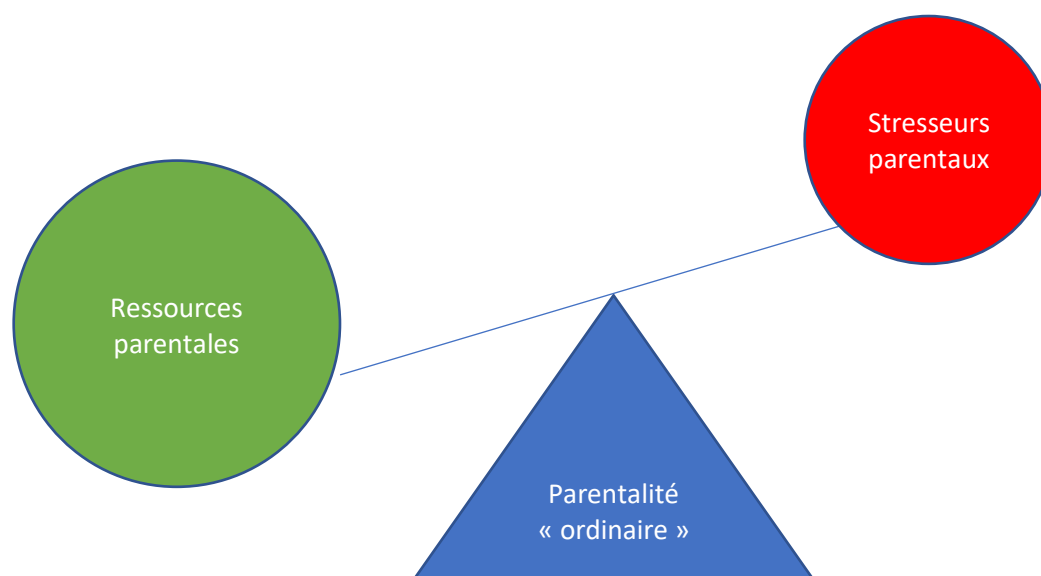 Stresseurs
parentaux
Ressources
parentales
Parentalité
« ordinaire »